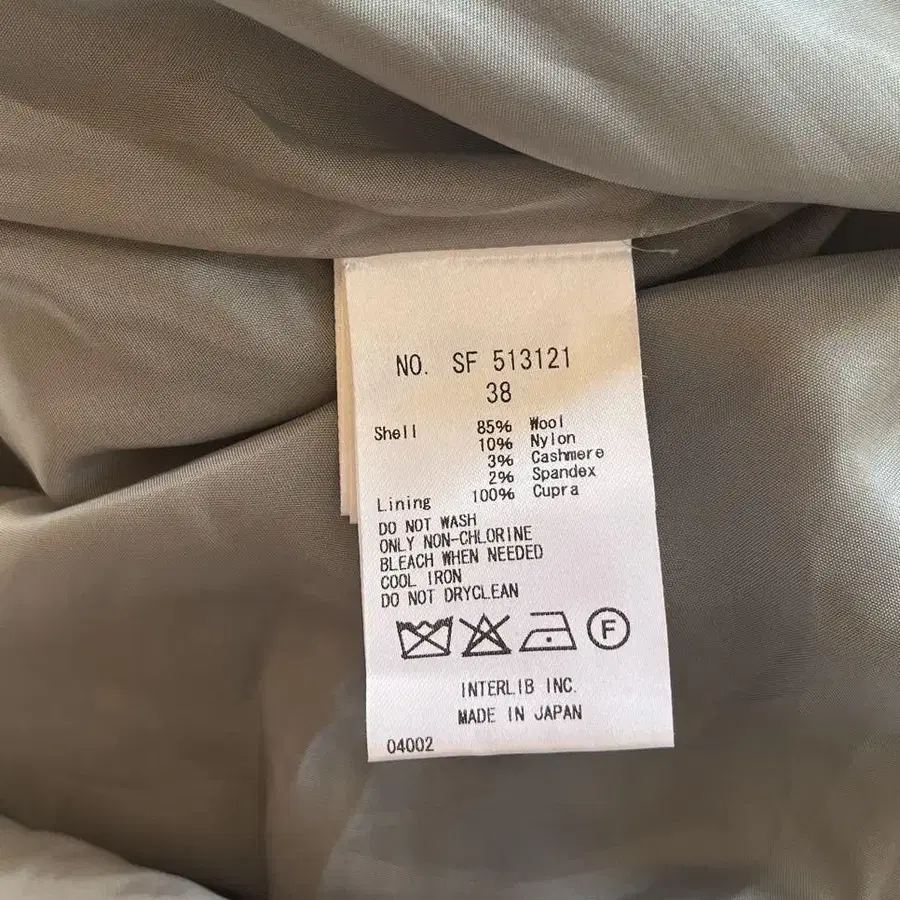 NO. SF 513121
38
Shell 85% Wool
10% Nylon
3% Cashmere
2% Spandex
Lining 100% Cupra
DO NOT WASH
ONLY NON-CHLORINE
BLEACH WHEN NEEDED
COOL IRON
DO NOT DRYCLEAN
F
INTERLIB INC.
MADE IN JAPAN
04002